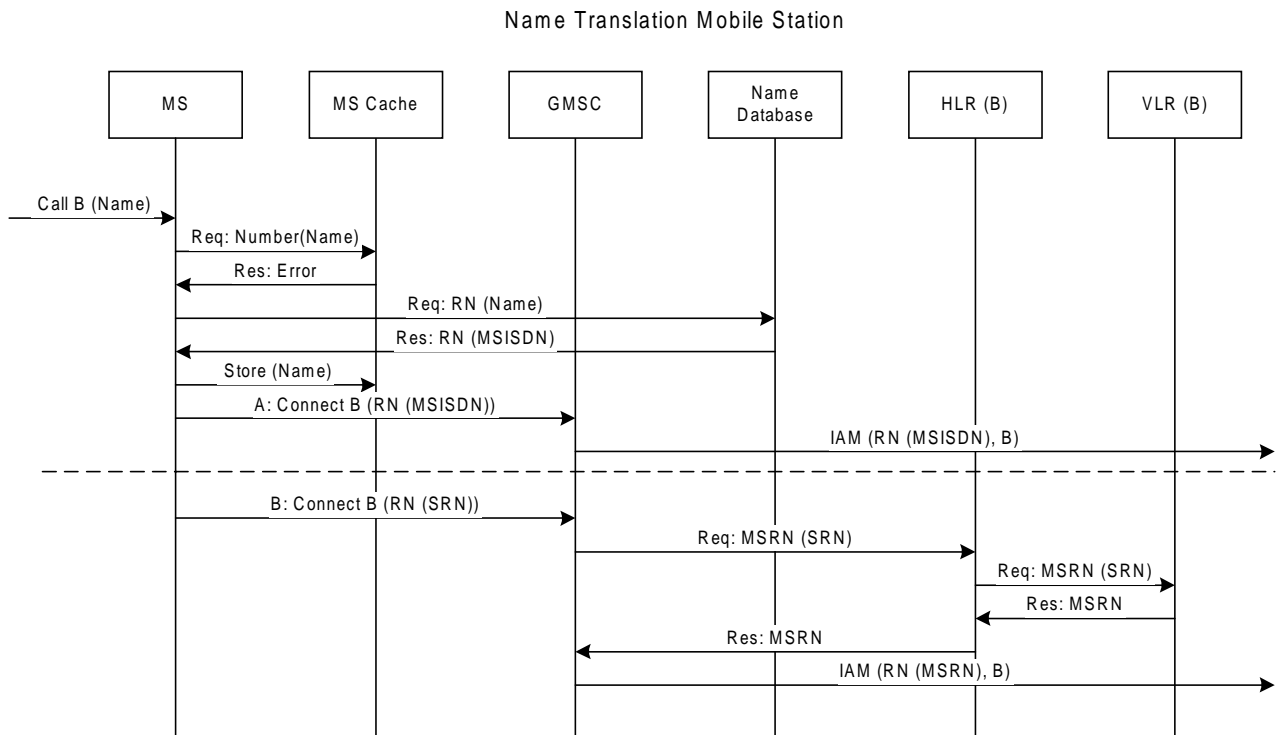 Name Translation Mobile Station
MS
MS Cache
GMSC
Name
Database
HLR (B)
VLR (B)
Call B (Name)
Req: Number(Name)
Res: Error
Req: RN (Name)
Res: RN (MSISDN)
Store (Name)
A: Connect B (RN (MSISDN))
IAM (RN (MSISDN), B)
B: Connect B (RN (SRN))
Req: MSRN (SRN)
Req: MSRN (SRN)
Res: MSRN
Res: MSRN
IAM (RN (MSRN), B)